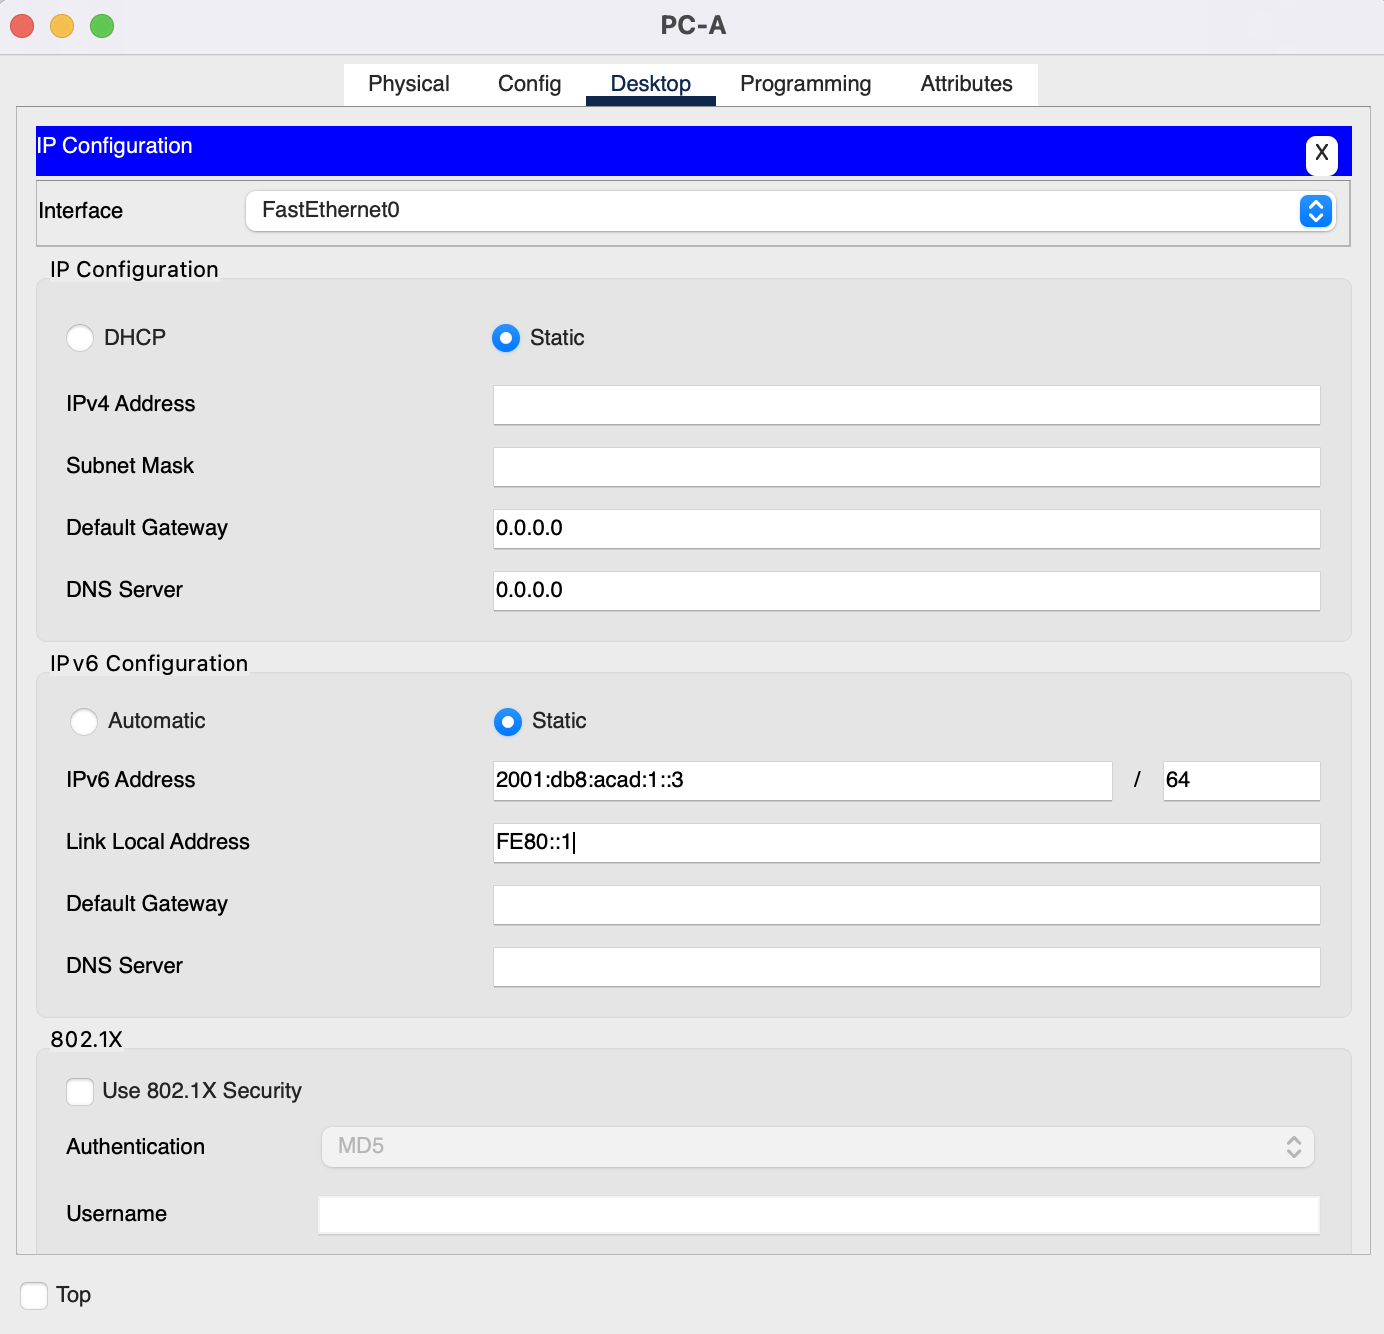 PC-A
Physical Config Desktop Programming Attributes
IP Configuration X
Interface FastEthernet0
IP Configuration
DHCP Static
IPv4 Address
Subnet Mask
Default Gateway 0.0.0.0
DNS Server 0.0.0.0
IPv6 Configuration
Automatic Static
IPv6 Address 2001:db8:acad:1::3 / 64
Link Local Address FE80::1
Default Gateway
DNS Server
802.1X
Use 802.1X Security
Authentication MD5
Username
Top